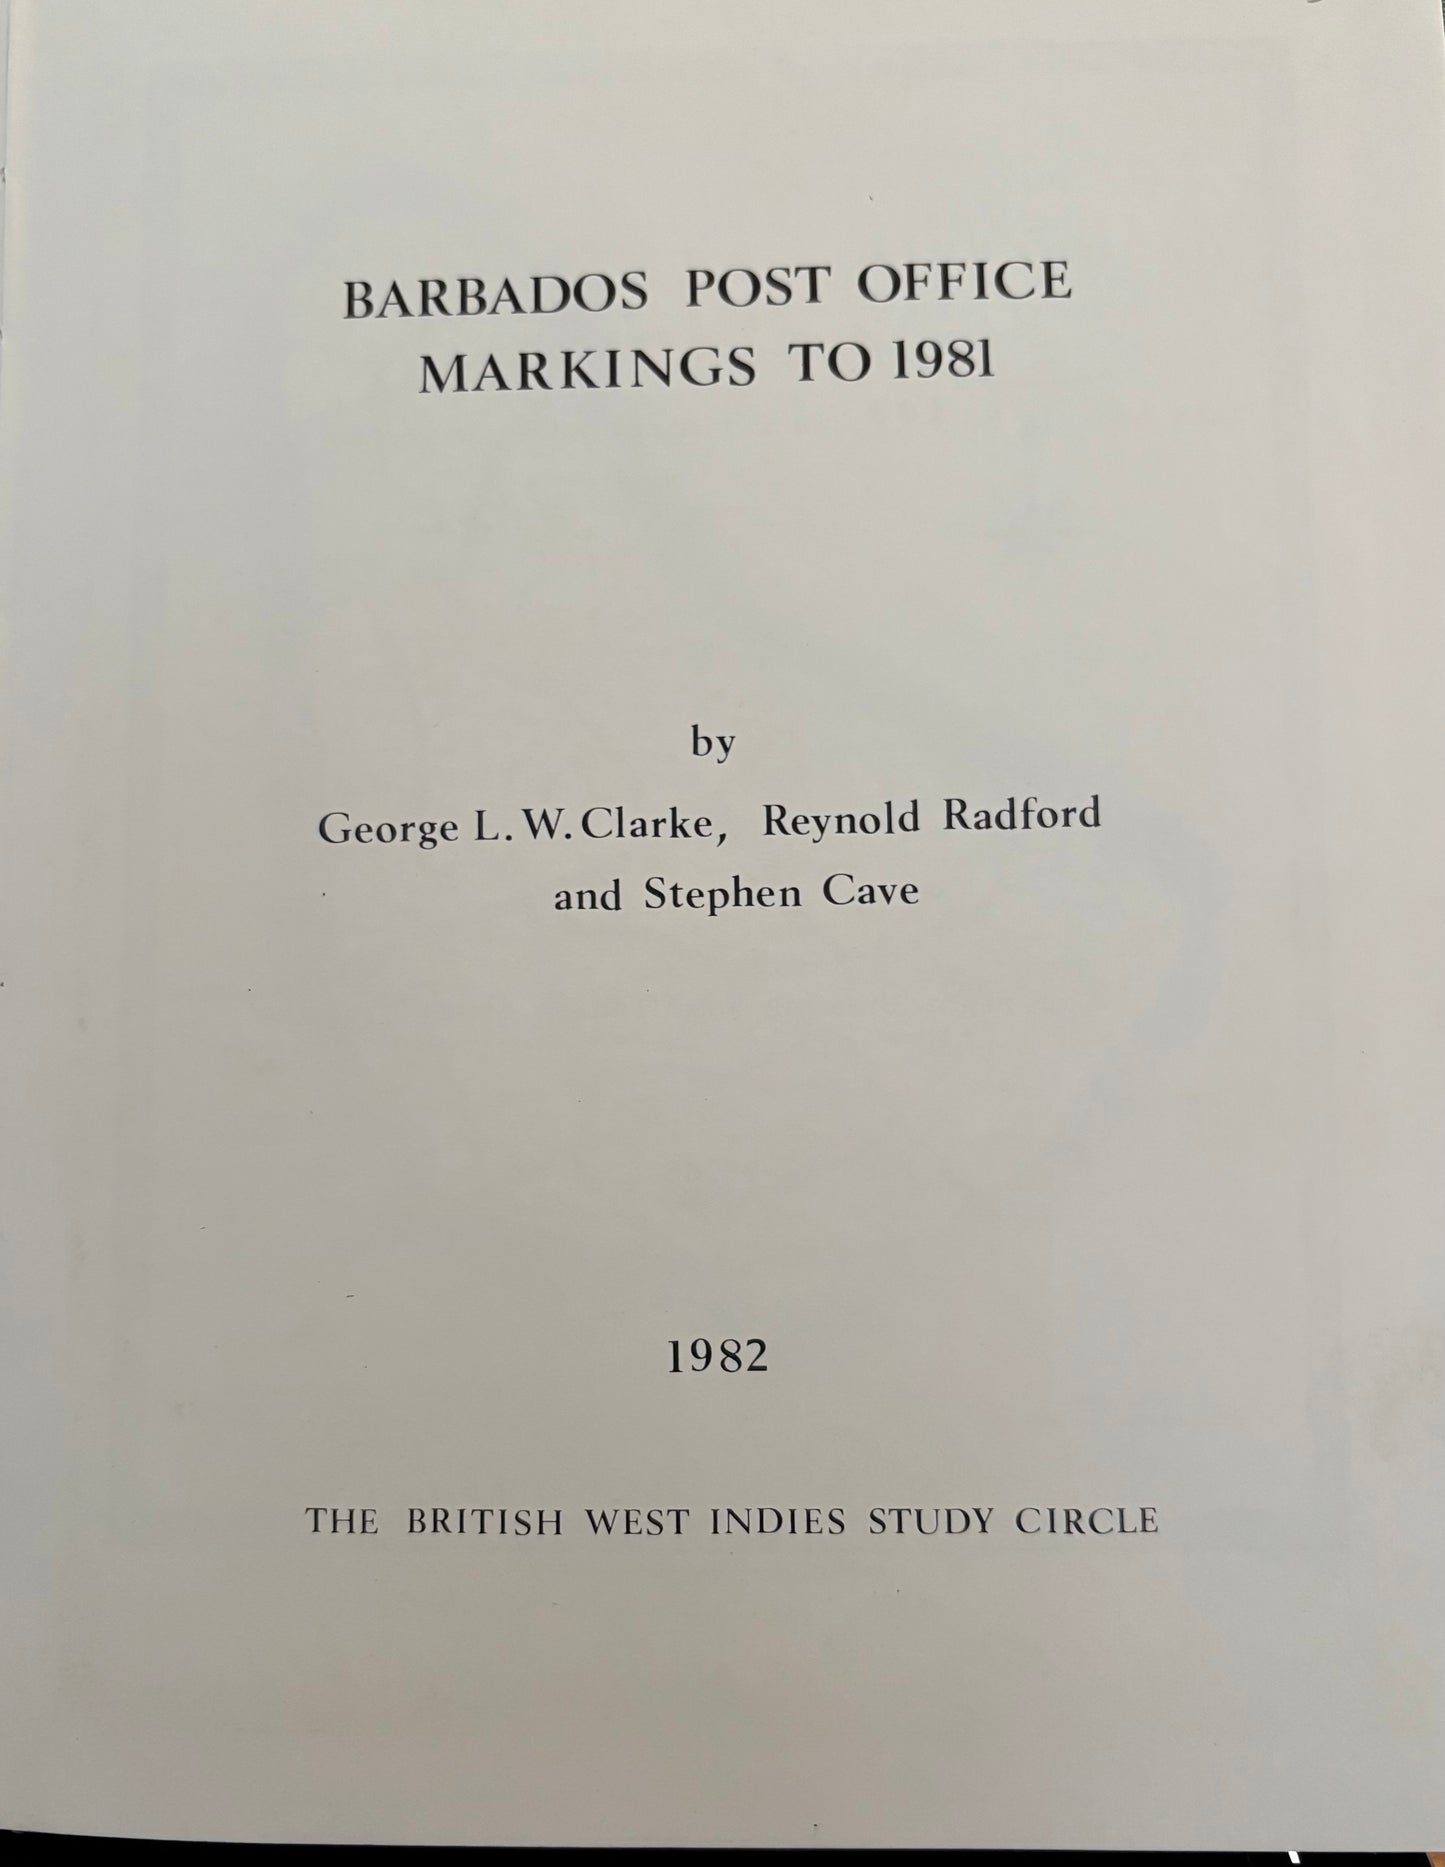 BARBADOS POST OFFICE
MARKINGS TO 1981
by
George L. W. Clarke, Reynold Radford
and Stephen Cave
1982
THE BRITISH WEST INDIES STUDY CIRCLE